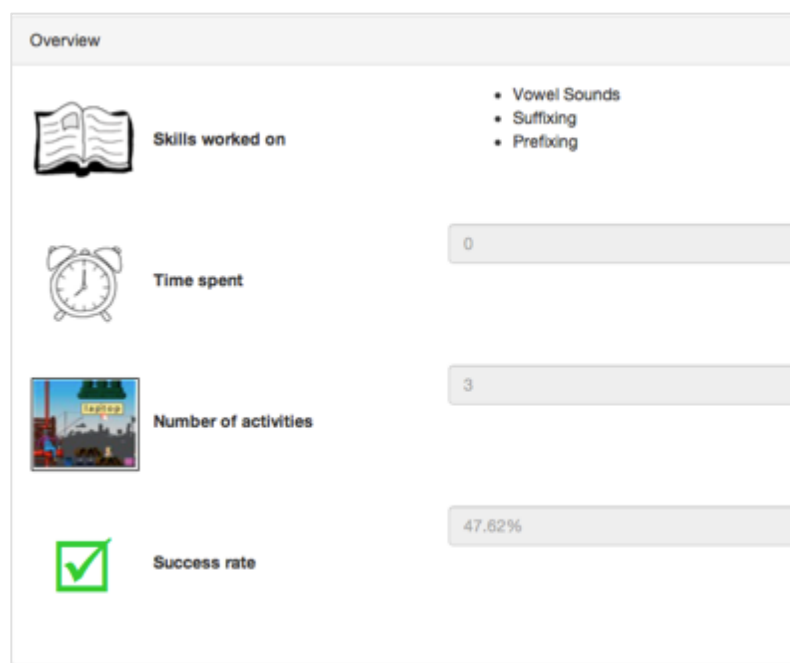 Overview
Skills worked on
• Vowel Sounds
• Suffixing
• Prefixing
Time spent
0
laptop
Number of activities
3
Success rate
47.62%